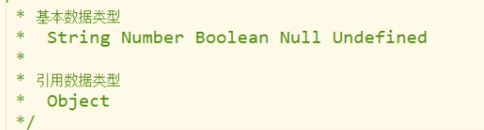 * 基本数据类型
*  String Number Boolean Null Undefined
*
* 引用数据类型
*  Object
*/